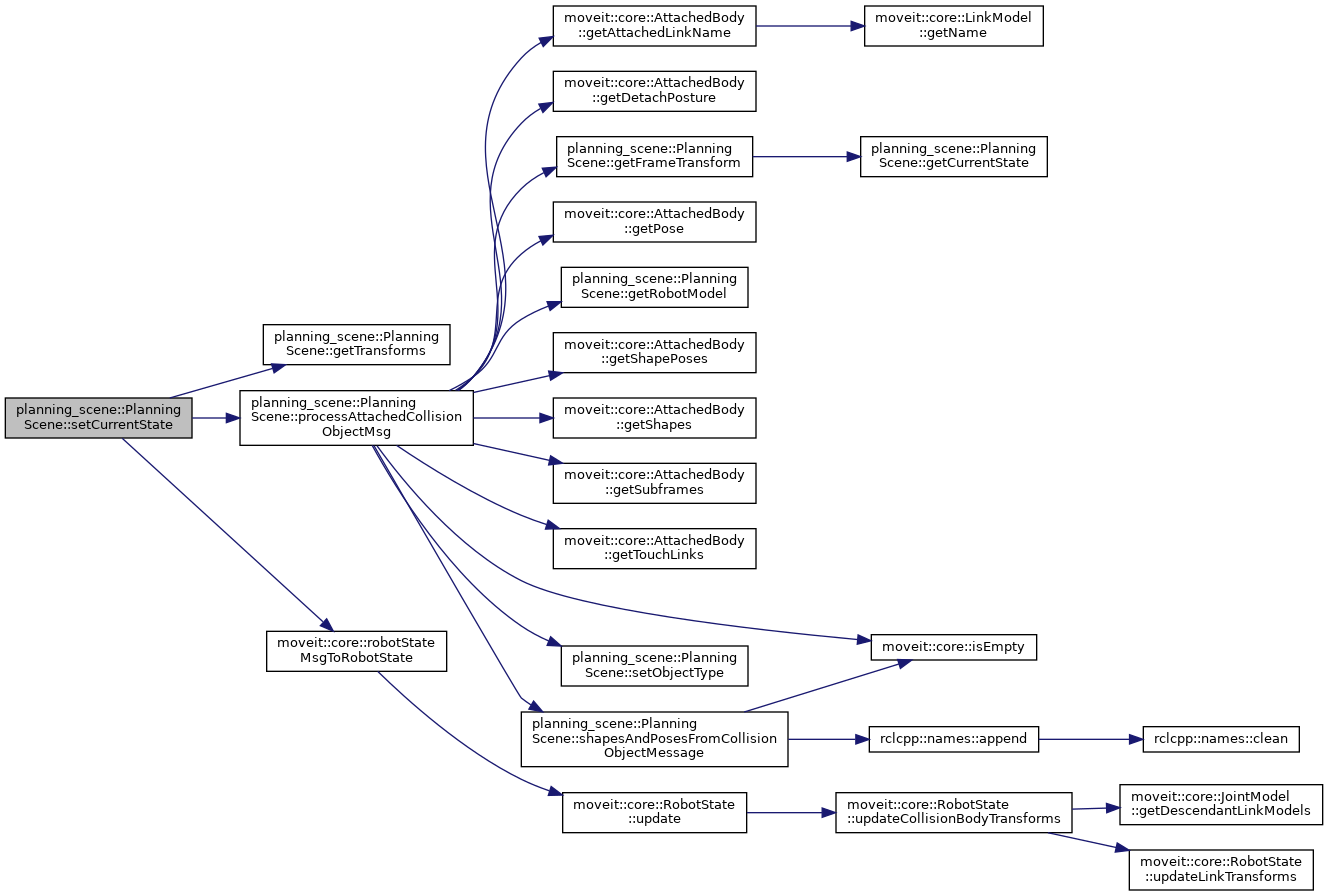 moveit::core::AttachedBody
::getAttachedLinkName
moveit::core::LinkModel
::getName
moveit::core::AttachedBody
::getDetachPosture
planning_scene::Planning
Scene::getFrameTransform
planning_scene::Planning
Scene::getCurrentState
moveit::core::AttachedBody
::getPose
planning_scene::Planning
Scene::getRobotModel
planning_scene::Planning
Scene::getTransforms
moveit::core::AttachedBody
::getShapePoses
planning_scene::Planning
Scene::setCurrentState
planning_scene::Planning
Scene::processAttachedCollision
ObjectMsg
moveit::core::AttachedBody
::getShapes
moveit::core::AttachedBody
::getSubframes
moveit::core::AttachedBody
::getTouchLinks
moveit::core::robotState
MsgToRobotState
moveit::core::isEmpty
planning_scene::Planning
Scene::setObjectType
planning_scene::Planning
Scene::shapesAndPosesFromCollision
ObjectMessage
rclcpp::names::append
rclcpp::names::clean
moveit::core::RobotState
::update
moveit::core::RobotState
::updateCollisionBodyTransforms
moveit::core::JointModel
::getDescendantLinkModels
moveit::core::RobotState
::updateLinkTransforms